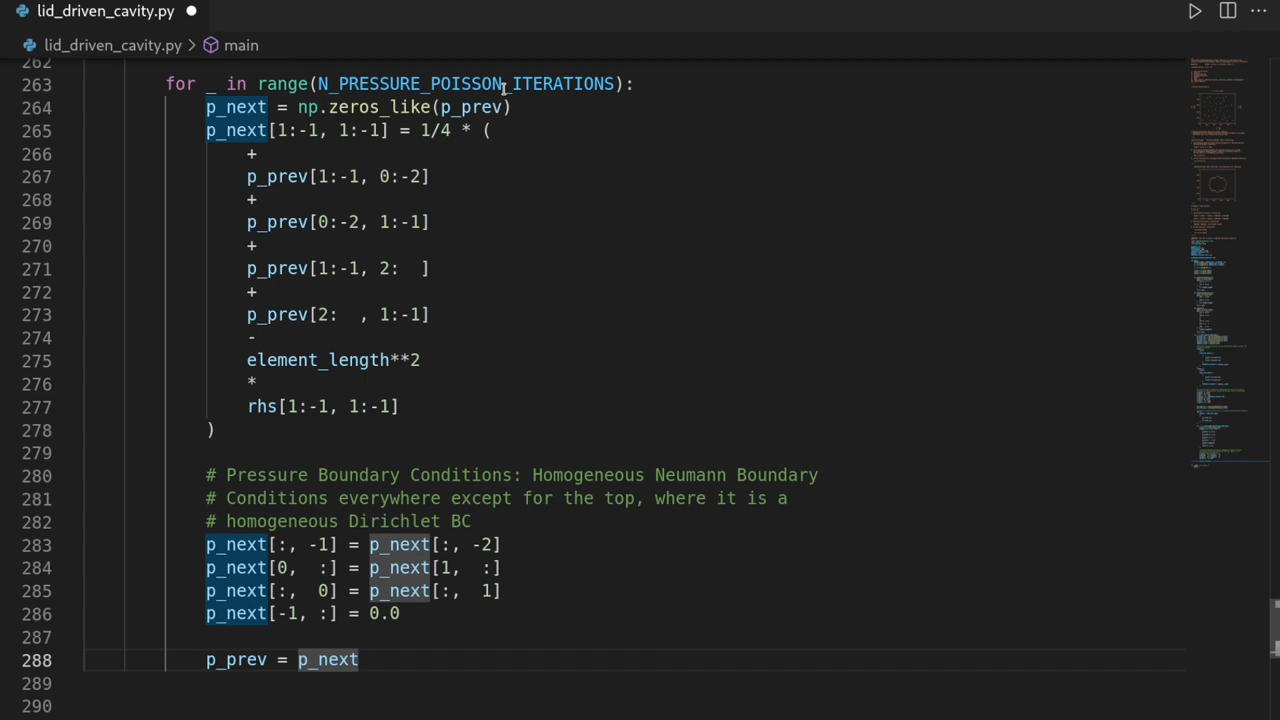 lid_driven_cavity.py
lid_driven_cavity.py > main
262
263 for _ in range(N_PRESSURE_POISSON_ITERATIONS):
264 p_next = np.zeros_like(p_prev)
265 p_next[1:-1, 1:-1] = 1/4 * (
266 +
267 p_prev[1:-1, 0:-2]
268 +
269 p_prev[0:-2, 1:-1]
270 +
271 p_prev[1:-1, 2:  ]
272 +
273 p_prev[2:  , 1:-1]
274 -
275 element_length**2
276 *
277 rhs[1:-1, 1:-1]
278 )
279
280 # Pressure Boundary Conditions: Homogeneous Neumann Boundary
281 # Conditions everywhere except for the top, where it is a
282 # homogeneous Dirichlet BC
283 p_next[:, -1] = p_next[:, -2]
284 p_next[0,  :] = p_next[1,  :]
285 p_next[:,  0] = p_next[:,  1]
286 p_next[-1, :] = 0.0
287
288 p_prev = p_next
289
290